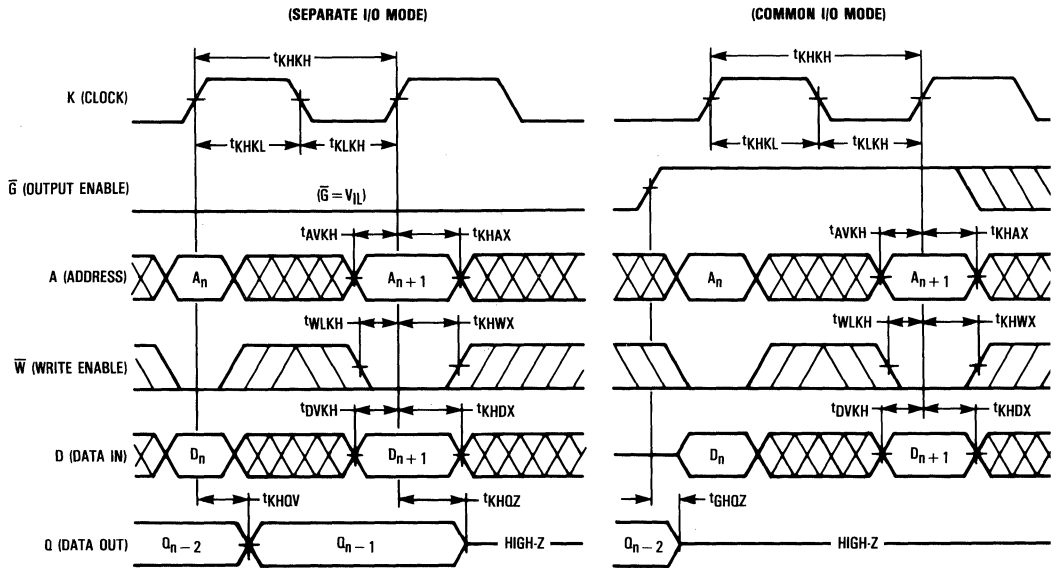 (SEPARATE I/O MODE) (COMMON I/O MODE)
tKHKH tKHKH
K (CLOCK)
tKHKL tKLKH tKHKL tKLKH
G̅ (OUTPUT ENABLE) (G̅ = VIL)
tAVKH tKHAX tAVKH tKHAX
A (ADDRESS) An An + 1 An An + 1
tWLKH tKHWX tWLKH tKHWX
W̅ (WRITE ENABLE)
tDVKH tKHDX tDVKH tKHDX
D (DATA IN) Dn Dn + 1 Dn Dn + 1
tKHQV tKHQZ tGHQZ
Q (DATA OUT) Qn – 2 Qn – 1 HIGH-Z Qn – 2 HIGH-Z